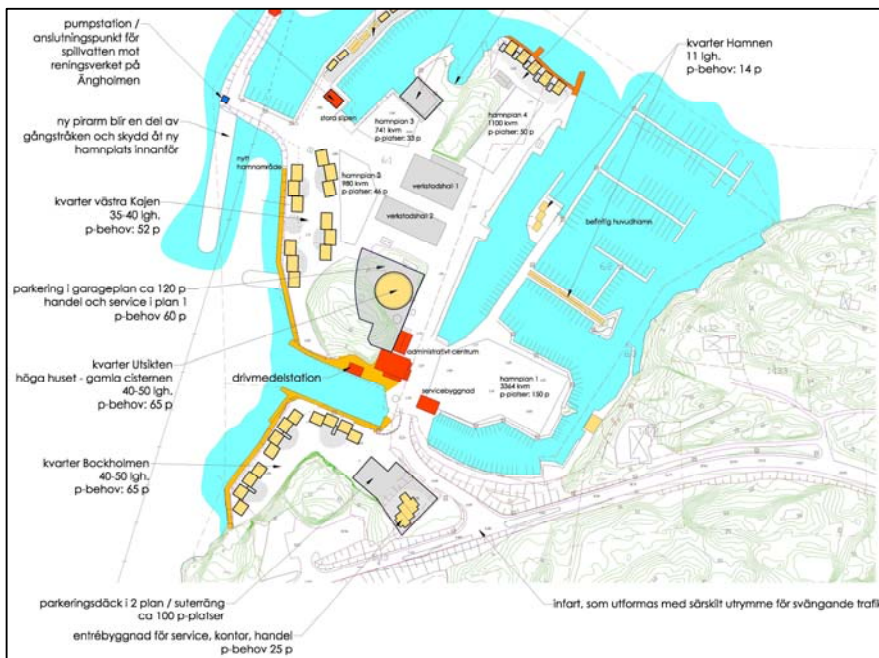 pumpstation /
anslutningspunkt för
spillvatten mot
reningsverket på
Ängholmen
ny pirarm blir en del av
gångstråken och skydd åt ny
hamnplats innanför
kvarter västra Kajen
35-40 lgh.
p-behov: 52 p
parkering i garageplan ca 120 p
handel och service i plan 1
p-behov 60 p
kvarter Utsikten
höga huset - gamla cisternen
40-50 lgh.
p-behov: 65 p
kvarter Bockholmen
40-50 lgh.
p-behov: 65 p
parkeringsdäck i 2 plan / suterräng
ca 100 p-platser
entrébyggnad för service, kontor, handel
p-behov 25 p
infart, som utformas med särskilt utrymme för svängande trafik
kvarter Hamnen
11 lgh.
p-behov: 14 p
stora slipen
hamnplan 3
741 kvm
p-platser: 33 p
hamnplan 4
1100 kvm
p-platser: 50 p
nytt
hamnområde
980 kvm
p-platser: 46 p
verkstadshal 1
verkstadshal 2
befintlig huvudhamn
administrativt centrum
drivmedelstation
servicebyggnad
hamnplan 1
3364 kvm
p-platser: 150 p